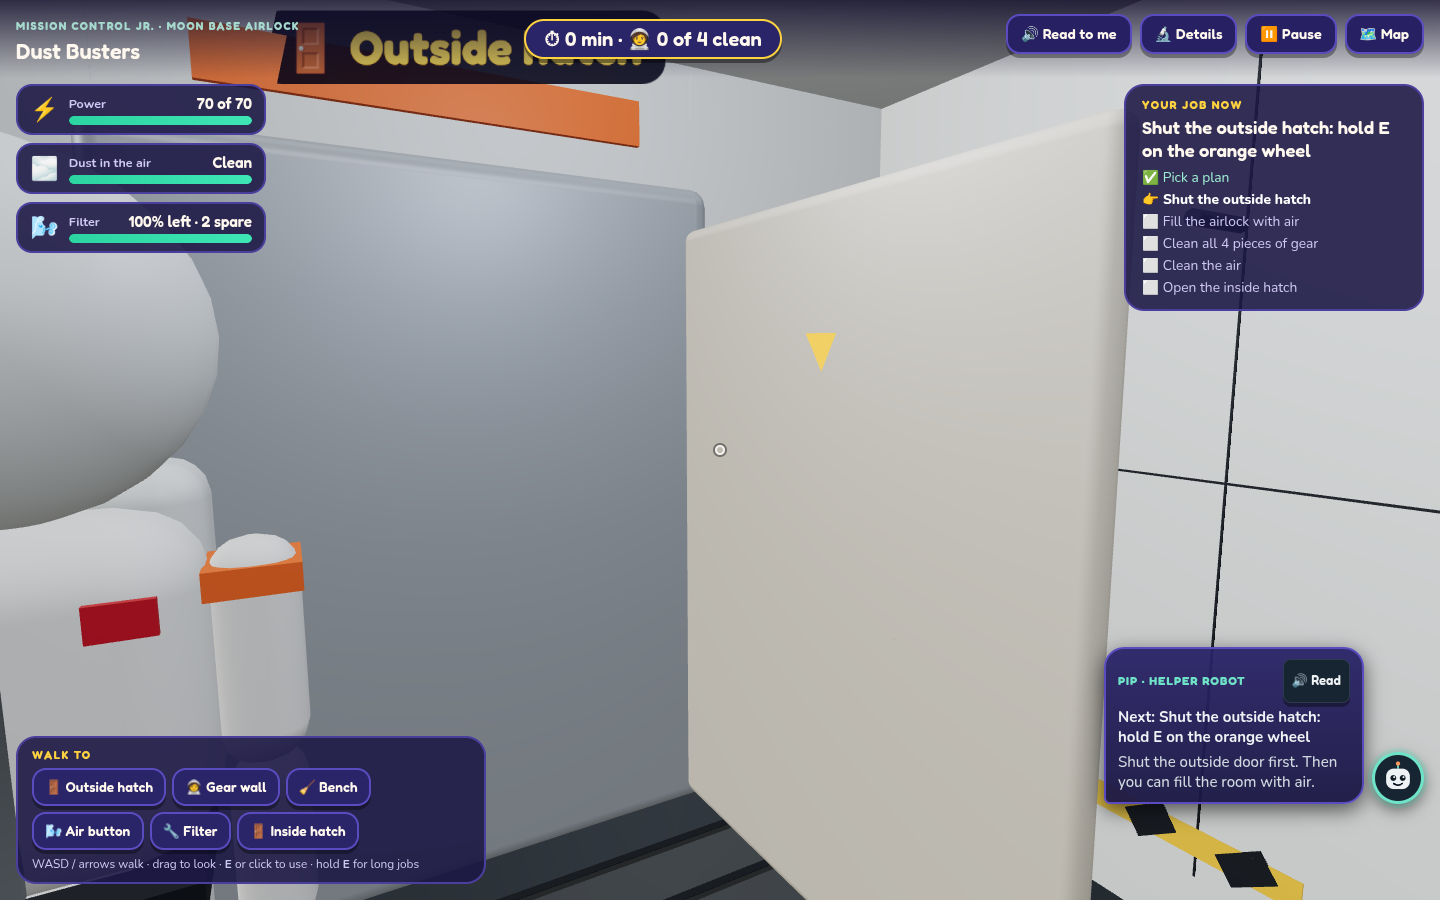 MISSION CONTROL JR. · MOON BASE AIRLOCK
Dust Busters
Outside
0 min · 0 of 4 clean
Read to me
Details
Pause
Map
Power 70 of 70
Dust in the air Clean
Filter 100% left · 2 spare
YOUR JOB NOW
Shut the outside hatch: hold E
on the orange wheel
Pick a plan
Shut the outside hatch
Fill the airlock with air
Clean all 4 pieces of gear
Clean the air
Open the inside hatch
PIP · HELPER ROBOT
Read
Next: Shut the outside hatch:
hold E on the orange wheel
Shut the outside door first. Then
you can fill the room with air.
WALK TO
Outside hatch
Gear wall
Bench
Air button
Filter
Inside hatch
WASD / arrows walk · drag to look · E or click to use · hold E for long jobs